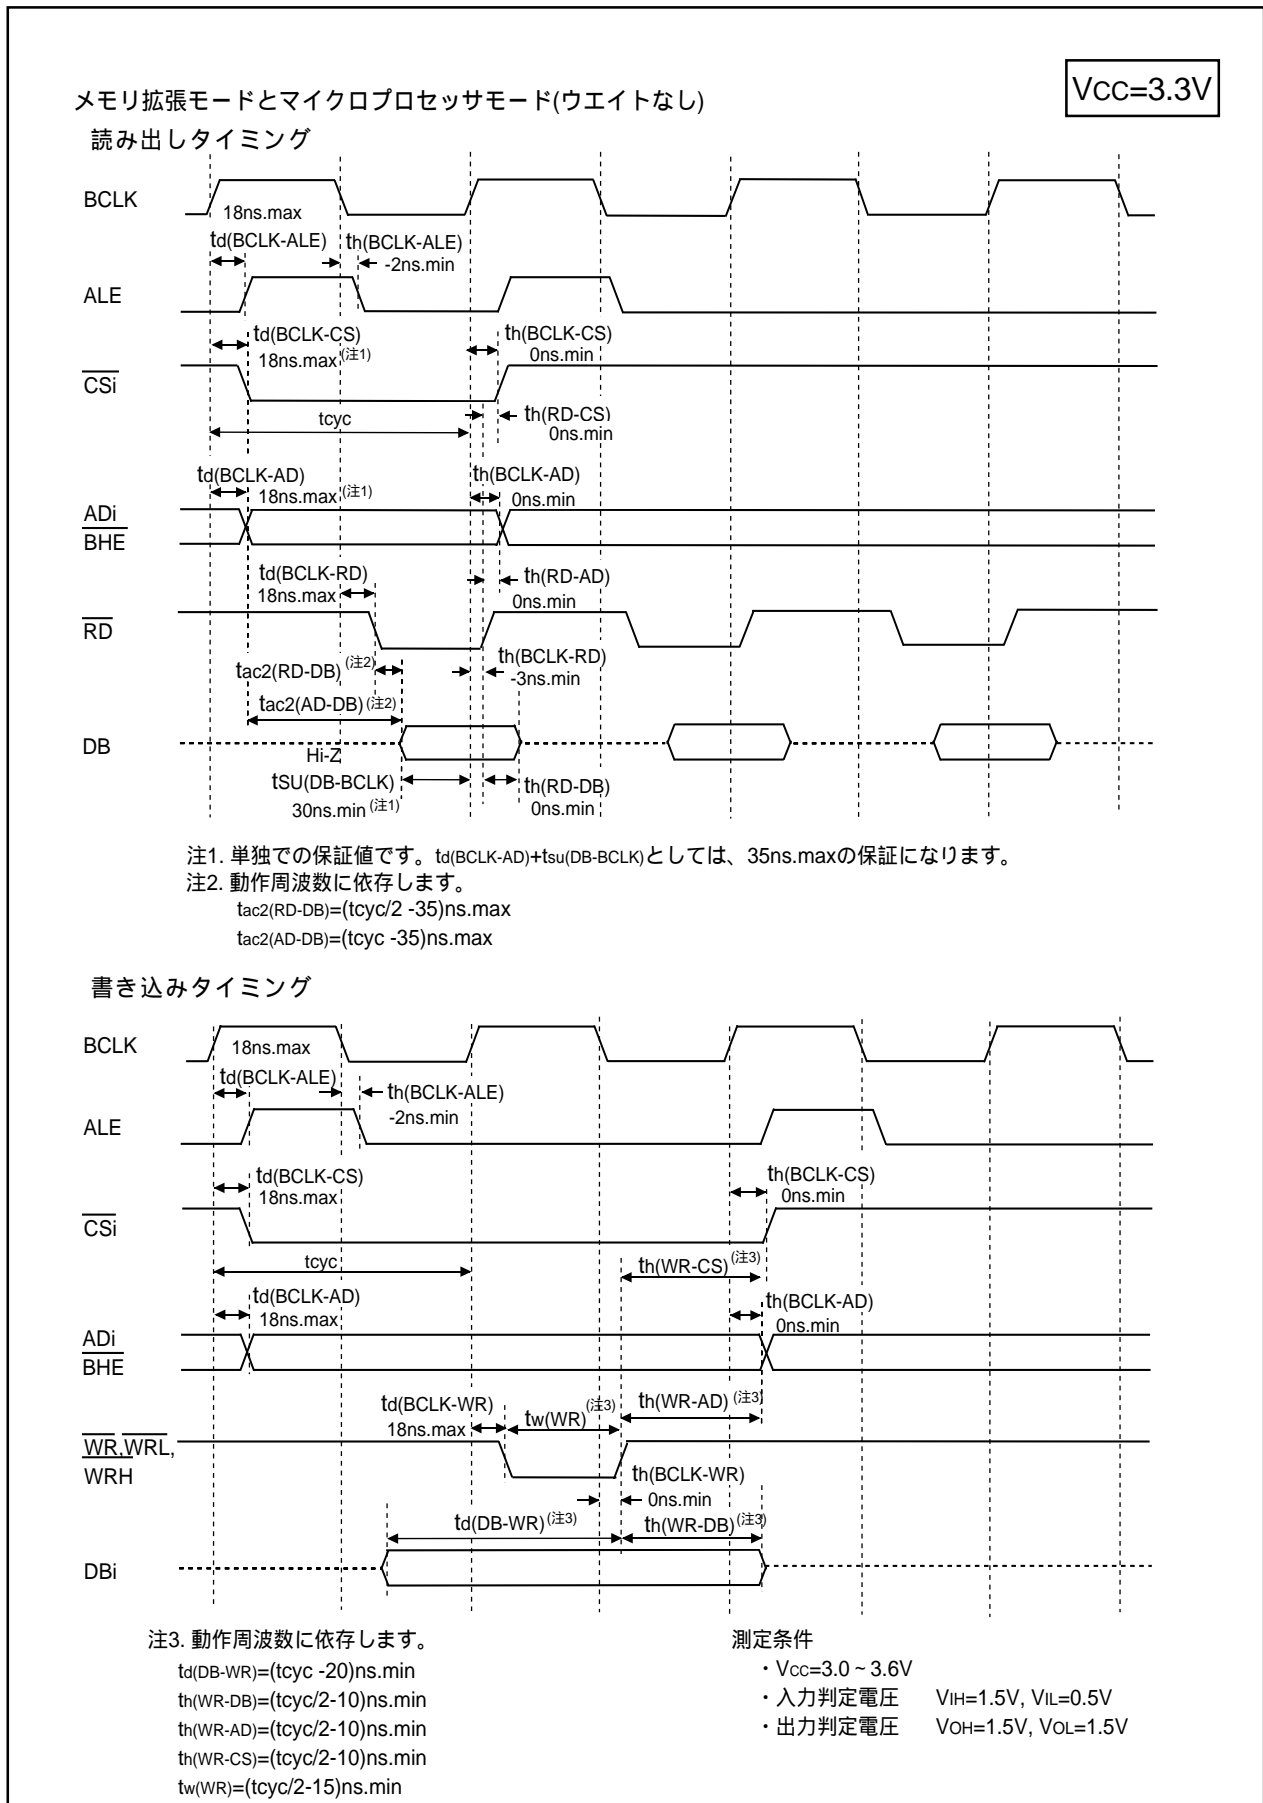 VCC=3.3V
メモリ拡張モードとマイクロプロセッサモード(ウエイトなし)
読み出しタイミング
BCLK
18ns.max
td(BCLK-ALE)
th(BCLK-ALE)
-2ns.min
ALE
td(BCLK-CS)
18ns.max(注1)
th(BCLK-CS)
0ns.min
CSi
tcyc
th(RD-CS)
0ns.min
td(BCLK-AD)
18ns.max(注1)
th(BCLK-AD)
0ns.min
ADi
BHE
td(BCLK-RD)
18ns.max
th(RD-AD)
0ns.min
RD
tac2(RD-DB)(注2)
th(BCLK-RD)
-3ns.min
tac2(AD-DB)(注2)
DB
Hi-Z
tSU(DB-BCLK)
30ns.min(注1)
th(RD-DB)
0ns.min
注1. 単独での保証値です。td(BCLK-AD)+tsu(DB-BCLK)としては、35ns.maxの保証になります。
注2. 動作周波数に依存します。
tac2(RD-DB)=(tcyc/2 -35)ns.max
tac2(AD-DB)=(tcyc -35)ns.max
書き込みタイミング
BCLK
18ns.max
td(BCLK-ALE)
th(BCLK-ALE)
-2ns.min
ALE
td(BCLK-CS)
18ns.max
th(BCLK-CS)
0ns.min
CSi
tcyc
th(WR-CS)(注3)
td(BCLK-AD)
18ns.max
th(BCLK-AD)
0ns.min
ADi
BHE
td(BCLK-WR)
18ns.max
tw(WR)(注3)
th(WR-AD)(注3)
WR,WRL,
WRH
th(BCLK-WR)
0ns.min
td(DB-WR)(注3)
th(WR-DB)(注3)
DBi
注3. 動作周波数に依存します。
td(DB-WR)=(tcyc -20)ns.min
th(WR-DB)=(tcyc/2-10)ns.min
th(WR-AD)=(tcyc/2-10)ns.min
th(WR-CS)=(tcyc/2-10)ns.min
tw(WR)=(tcyc/2-15)ns.min
測定条件
・VCC=3.0~3.6V
・入力判定電圧 VIH=1.5V, VIL=0.5V
・出力判定電圧 VOH=1.5V, VOL=1.5V